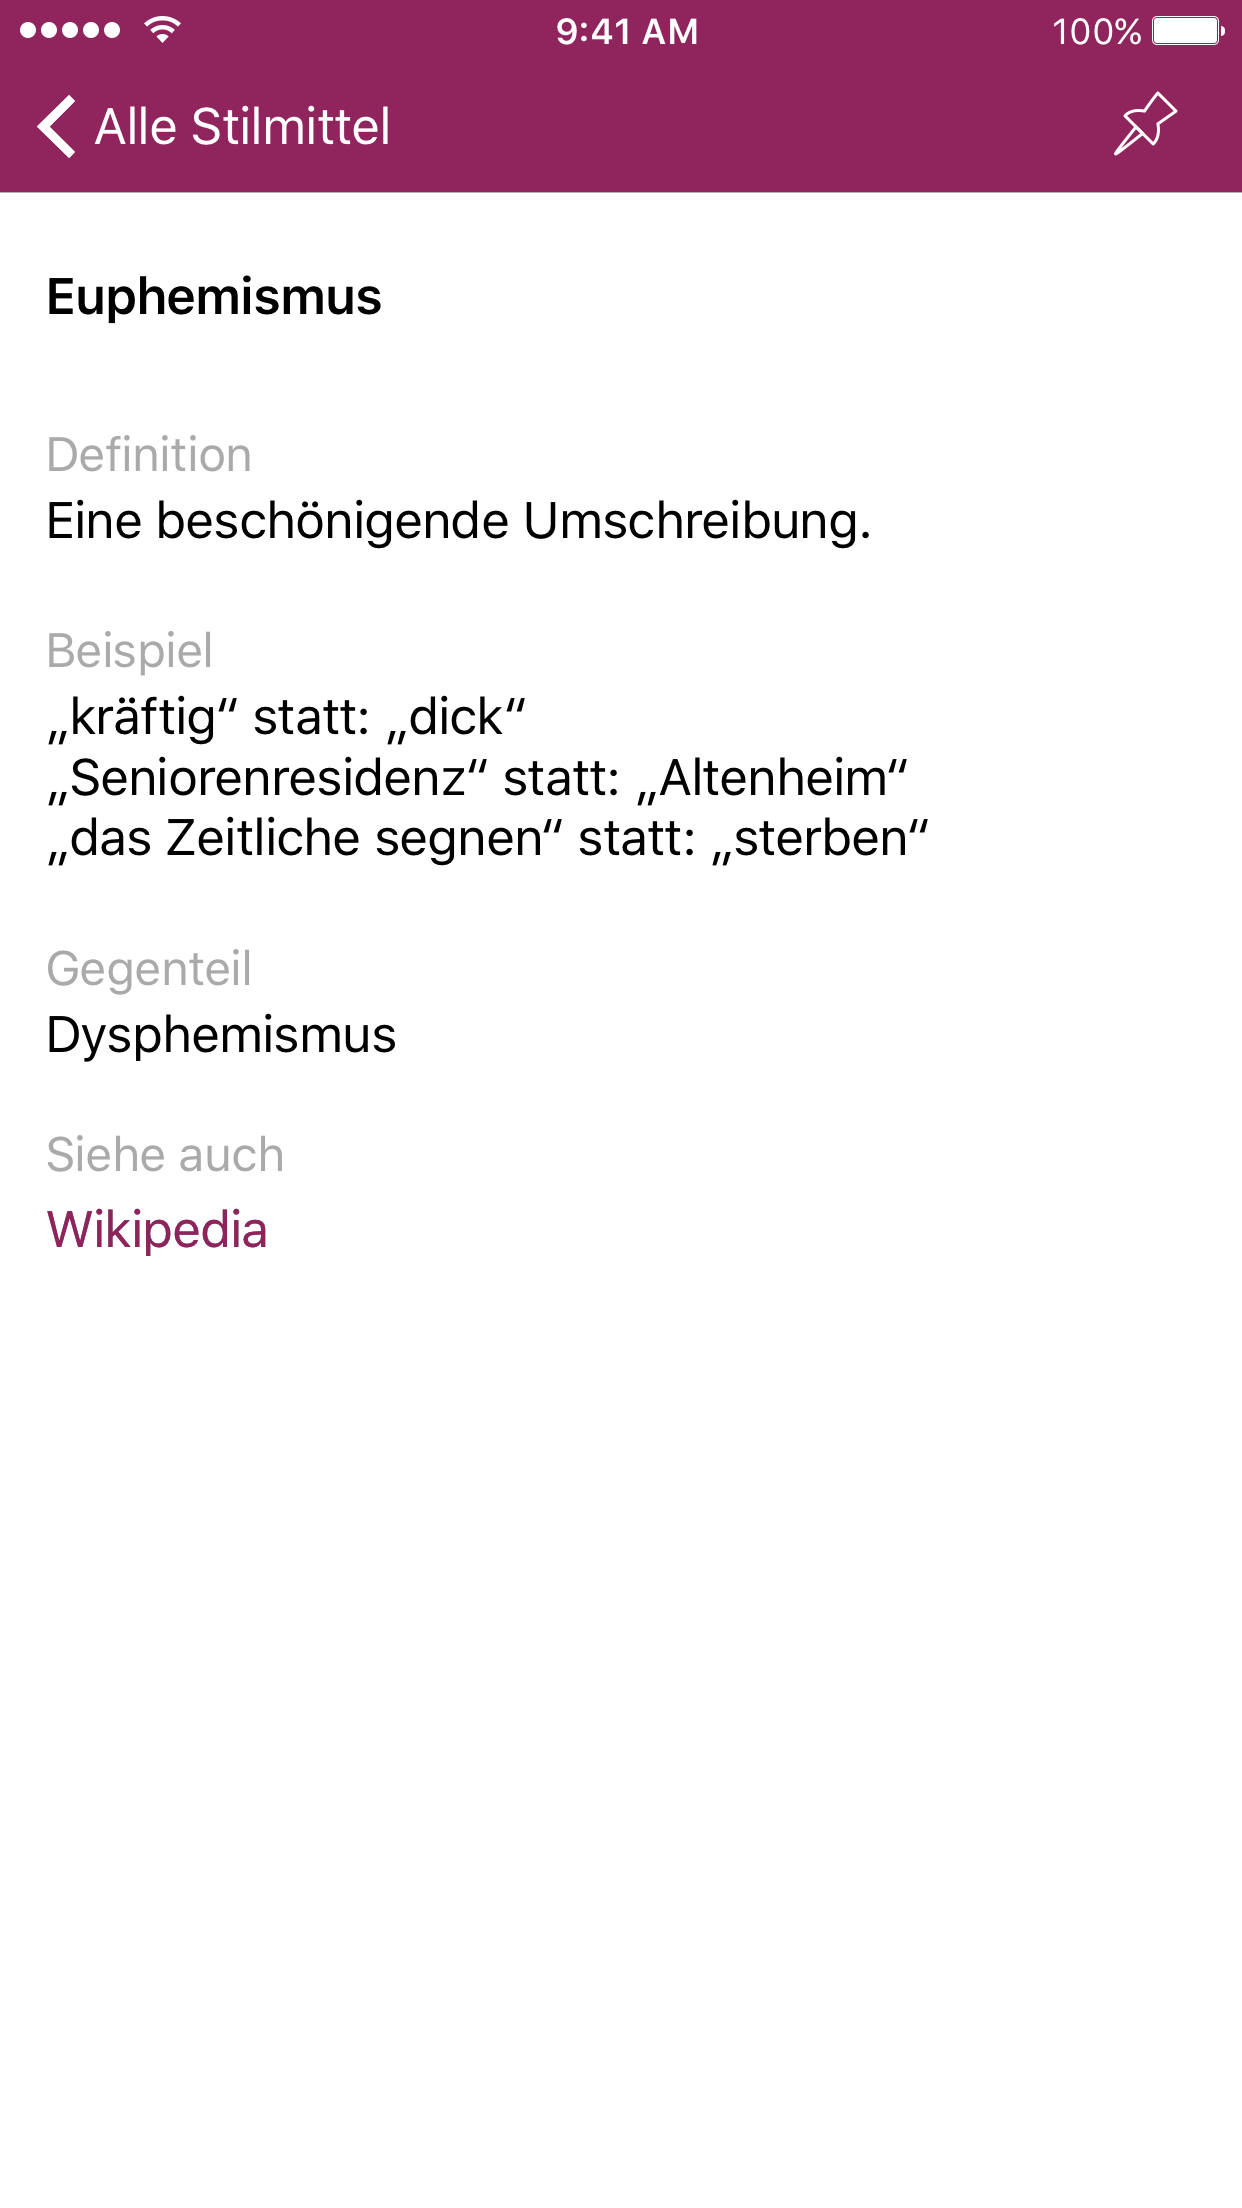 9:41 AM
100%
Alle Stilmittel
Euphemismus
Definition
Eine beschönigende Umschreibung.
Beispiel
„kräftig“ statt: „dick“
„Seniorenresidenz“ statt: „Altenheim“
„das Zeitliche segnen“ statt: „sterben“
Gegenteil
Dysphemismus
Siehe auch
Wikipedia